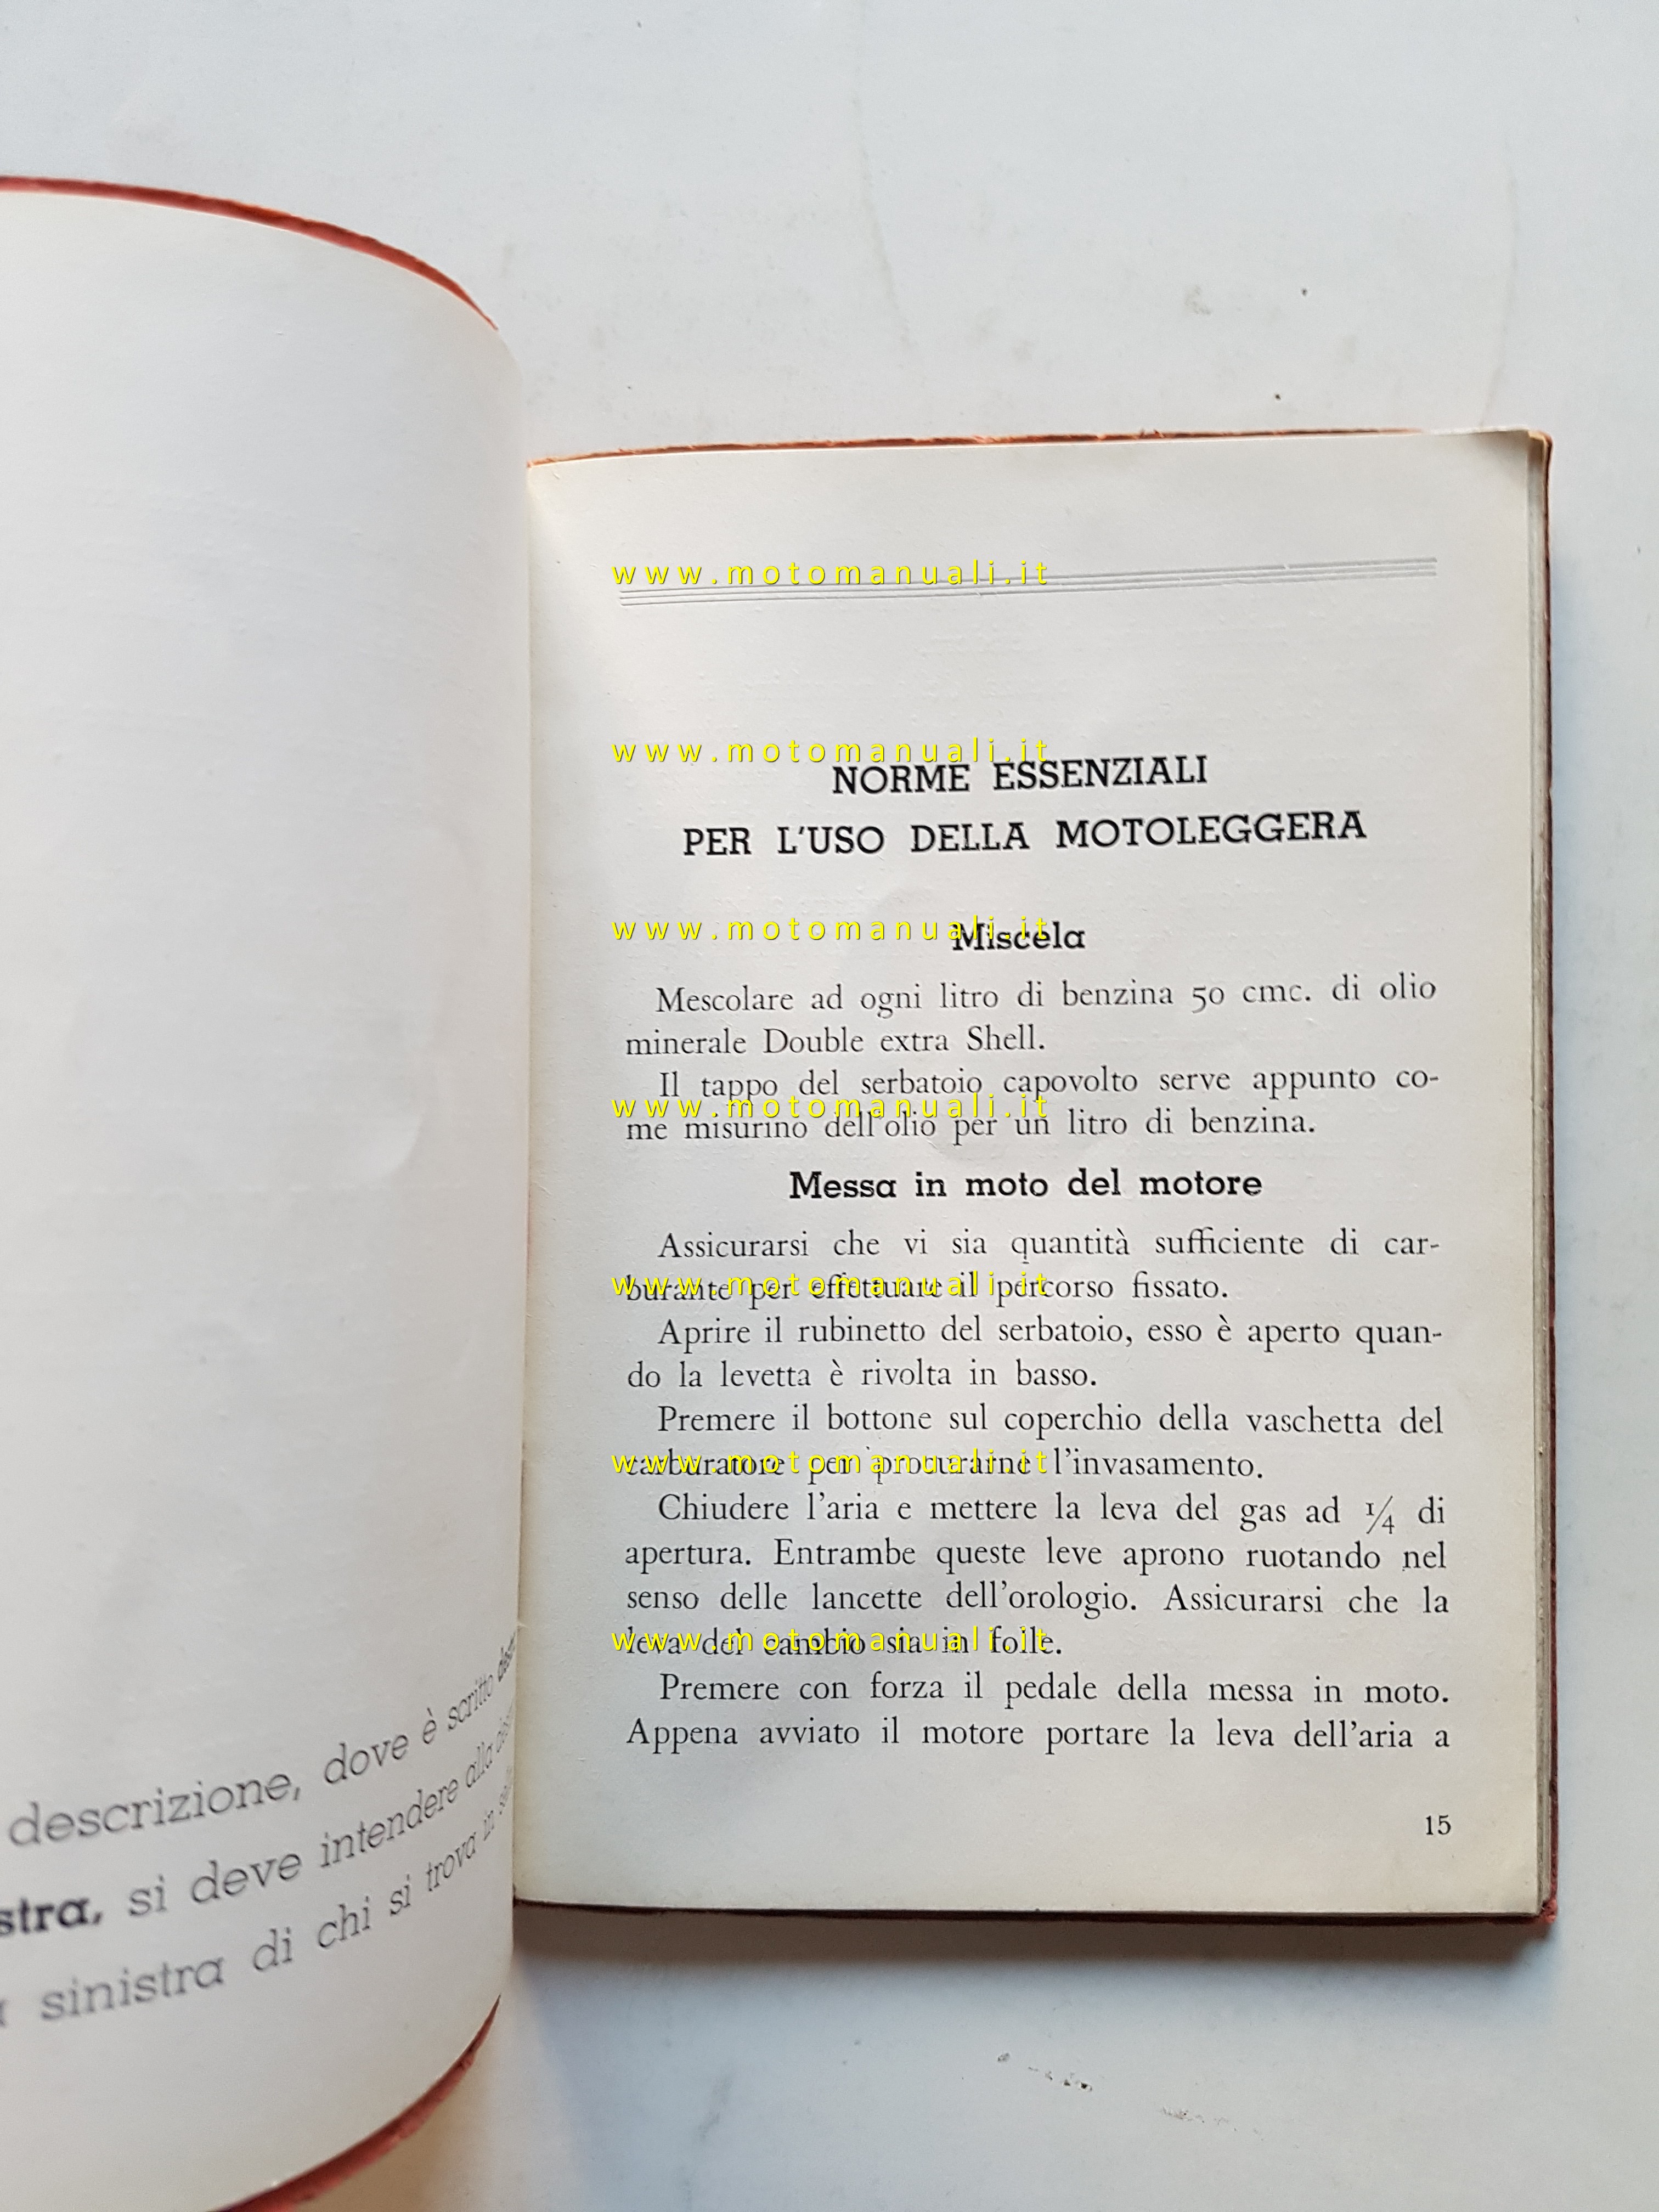 descrizione, dove è scritto
stra, si deve intendere alla
sinistra di chi si trova in
www.motomanuali.it
www.motomanuali.it
NORME ESSENZIALI
PER L'USO DELLA MOTOLEGGERA
www.motomanuali.it
Miscela
Mescolare ad ogni litro di benzina 50 cmc. di olio
minerale Double extra Shell.
Il tappo del serbatoio capovolto serve appunto co-
www.motomanuali.it
me misurino dell'olio per un litro di benzina.
Messa in moto del motore
Assicurarsi che vi sia quantità sufficiente di car-
www.motomanuali.it
burante per effettuare il percorso fissato.
Aprire il rubinetto del serbatoio, esso è aperto quan-
do la levetta è rivolta in basso.
Premere il bottone sul coperchio della vaschetta del
www.motomanuali.it
carburatore per procurarne l'invasamento.
Chiudere l'aria e mettere la leva del gas ad 1/4 di
apertura. Entrambe queste leve aprono ruotando nel
senso delle lancette dell'orologio. Assicurarsi che la
www.motomanuali.it
leva del cambio sia in folle.
Premere con forza il pedale della messa in moto.
Appena avviato il motore portare la leva dell'aria a
15